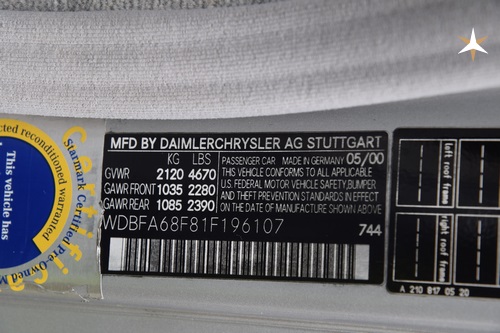 MFD BY DAIMLERCHRYSLER AG STUTTGART
KG LBS
GVWR 2120 4670
GAWR FRONT 1035 2280
GAWR REAR 1085 2390
PASSENGER CAR MADE IN GERMANY 05/00
THIS VEHICLE CONFORMS TO ALL APPLICABLE
U.S. FEDERAL MOTOR VEHICLE SAFETY,BUMPER
AND THEFT PREVENTION STANDARDS IN EFFECT
ON THE DATE OF MANUFACTURE SHOWN ABOVE
WDBFA68F81F196107
744
left roof frame
right roof frame
A 210 817 05 20
Starmark Certified Pre-Owned
reconditioned warranted
This vehicle has
Certifica